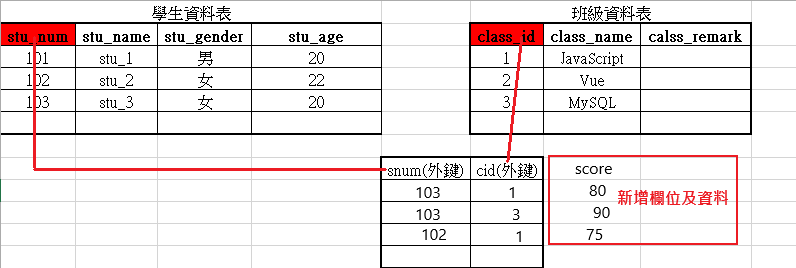 學生資料表
stu_num stu_name stu_gender stu_age
101 stu_1 男 20
102 stu_2 女 22
103 stu_3 女 20
班級資料表
class_id class_name calss_remark
1 JavaScript
2 Vue
3 MySQL
snum(外鍵) cid(外鍵) score
103 1 80
103 3 90
102 1 75
新增欄位及資料